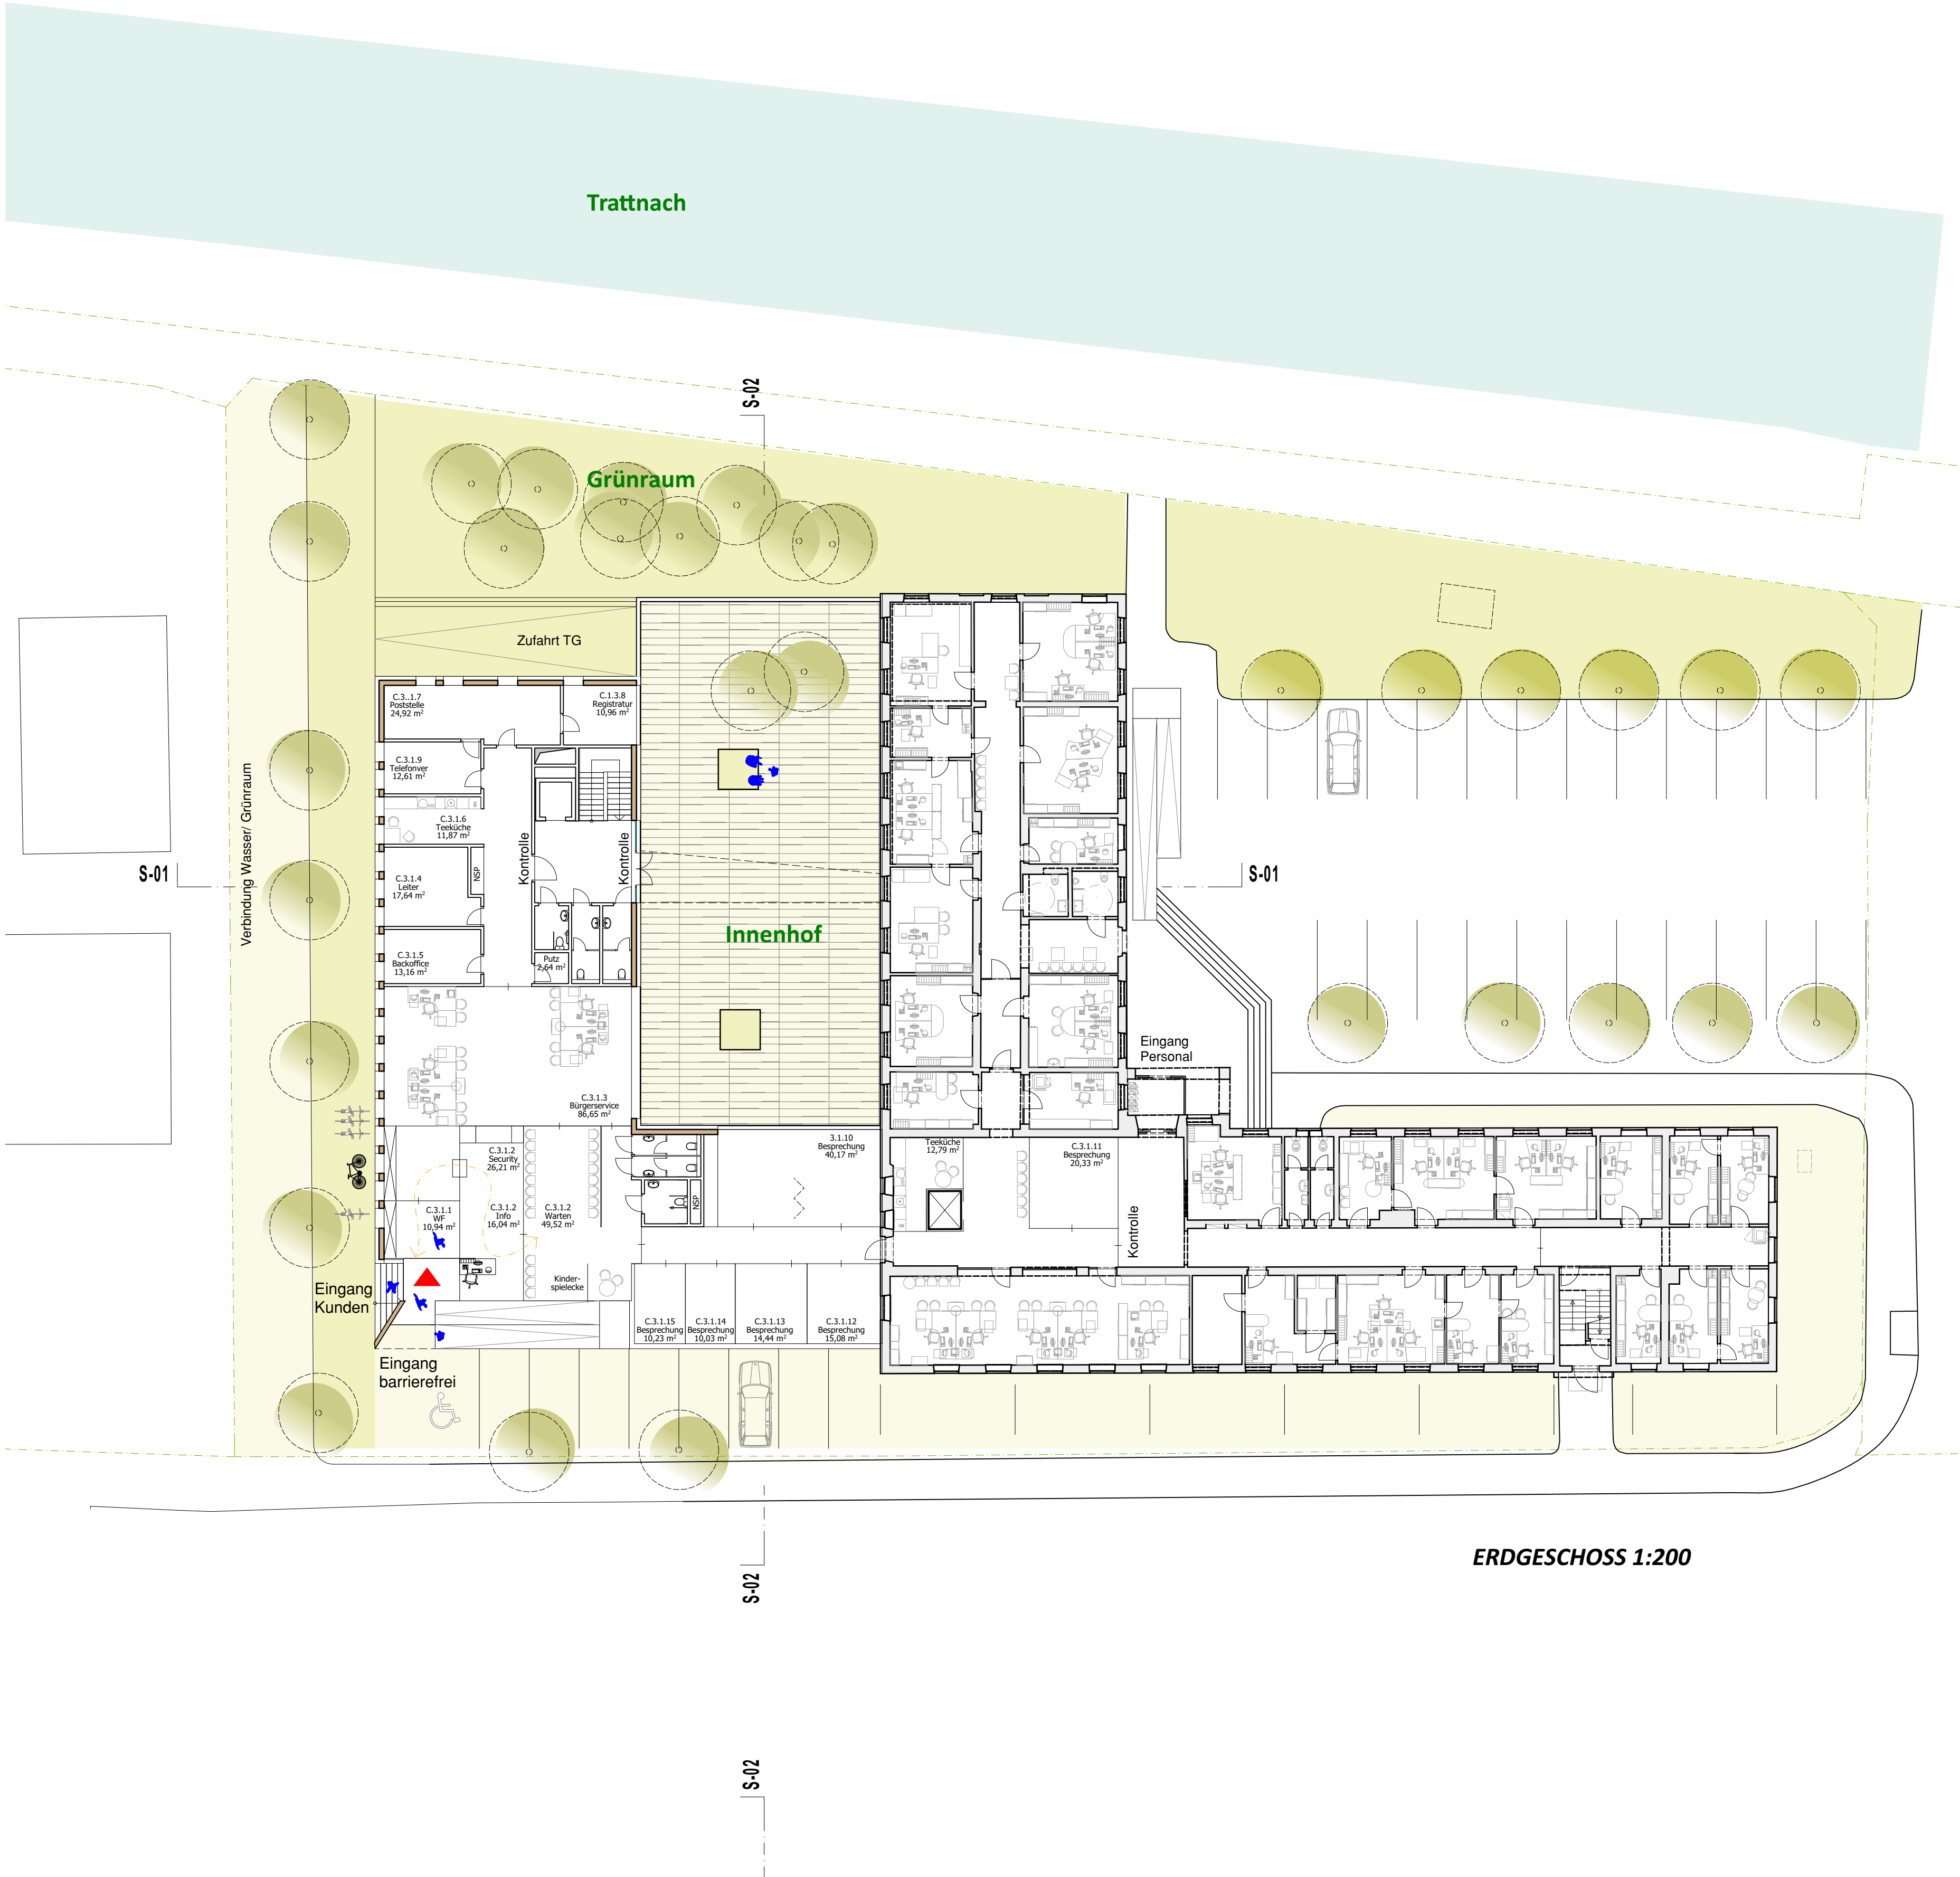 Trattnach
S-02
Grünraum
Zufahrt TG
C.3..1.7
Poststelle
24,92 m²
C.1.3.8
Registratur
10,96 m²
C.3.1.9
Telefonver
12,61 m²
C.3.1.6
Teeküche
11,87 m²
Verbindung Wasser/ Grünraum
Kontrolle
Kontrolle
NSP
C.3.1.4
Leiter
17,64 m²
S-01
S-01
Innenhof
C.3.1.5
Backoffice
13,16 m²
Putz
2,64 m²
Eingang
Personal
C.3.1.3
Bürgerservice
86,65 m²
C.3.1.2
Security
26,21 m²
3.1.10
Besprechung
40,17 m²
Teeküche
12,79 m²
C.3.1.11
Besprechung
20,33 m²
C.3.1.1
WF
10,94 m²
C.3.1.2
Info
16,04 m²
C.3.1.2
Warten
49,52 m²
NSP
Kontrolle
Eingang
Kunden
Kinder-
spielecke
C.3.1.15
Besprechung
10,23 m²
C.3.1.14
Besprechung
10,03 m²
C.3.1.13
Besprechung
14,44 m²
C.3.1.12
Besprechung
15,08 m²
Eingang
barrierefrei
ERDGESCHOSS 1:200
S-02
S-02